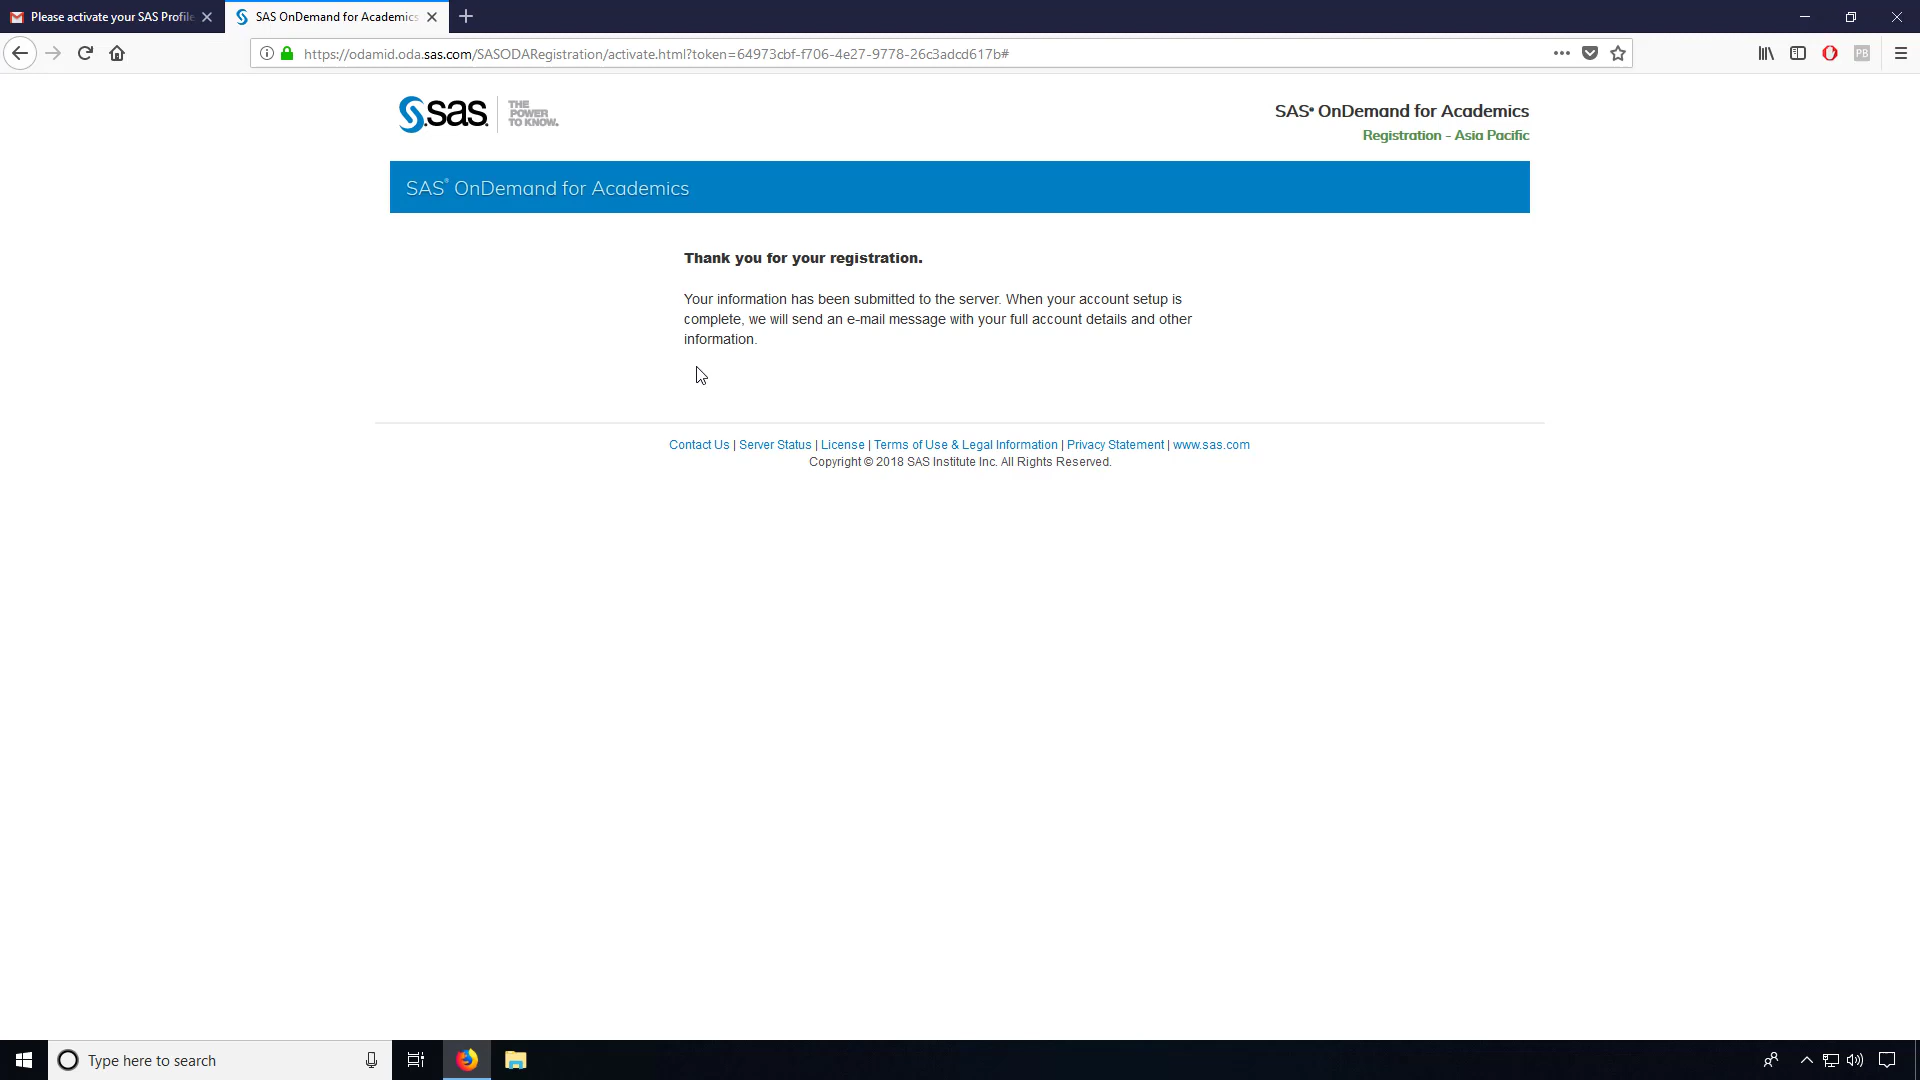 Please activate your SAS Profile
SAS OnDemand for Academics
https://odamid.oda.sas.com/SASODARegistration/activate.html?token=64973cbf-f706-4e27-9778-26c3adcd617b#
PB
sas
THE
POWER
TO KNOW.
SAS® OnDemand for Academics
Registration - Asia Pacific
SAS® OnDemand for Academics
Thank you for your registration.
Your information has been submitted to the server. When your account setup is
complete, we will send an e-mail message with your full account details and other
information.
Contact Us | Server Status | License | Terms of Use & Legal Information | Privacy Statement | www.sas.com
Copyright © 2018 SAS Institute Inc. All Rights Reserved.
Type here to search